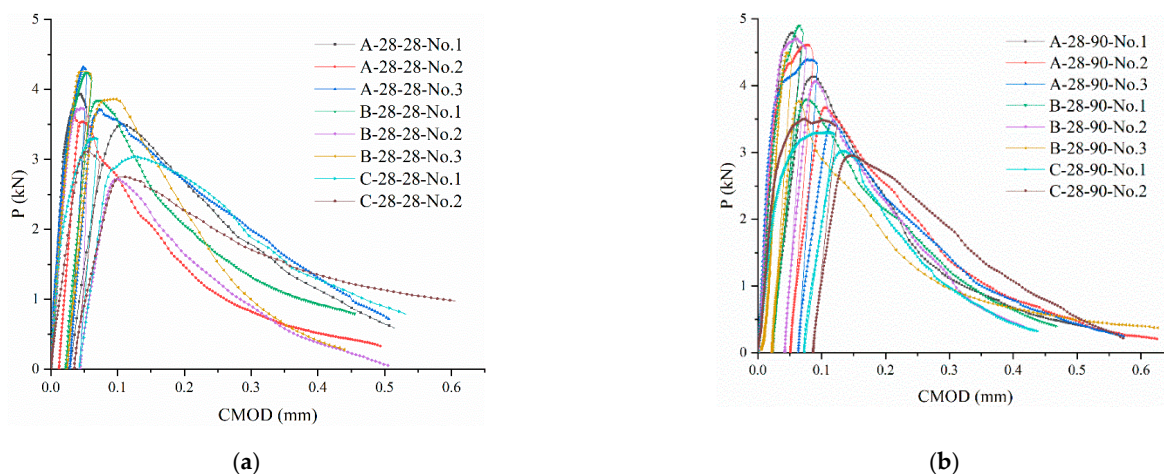 5
4
3
2
1
0
P (kN)
0.0 0.1 0.2 0.3 0.4 0.5 0.6
CMOD (mm)
A-28-28-No.1
A-28-28-No.2
A-28-28-No.3
B-28-28-No.1
B-28-28-No.2
B-28-28-No.3
C-28-28-No.1
C-28-28-No.2
(a)
5
4
3
2
1
0
P (kN)
0.0 0.1 0.2 0.3 0.4 0.5 0.6
CMOD (mm)
A-28-90-No.1
A-28-90-No.2
A-28-90-No.3
B-28-90-No.1
B-28-90-No.2
B-28-90-No.3
C-28-90-No.1
C-28-90-No.2
(b)